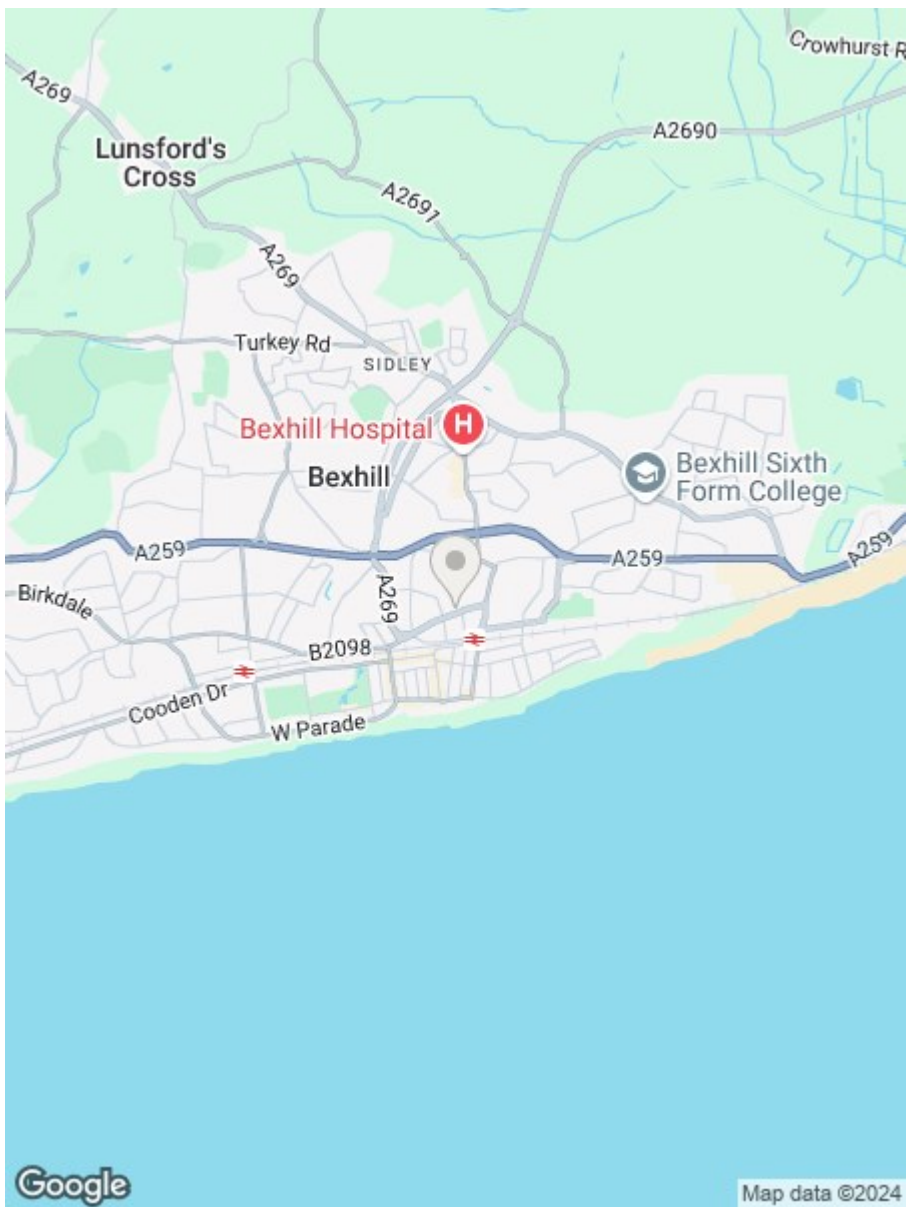 Crowhurst R
A269
A2690
Lunsford's
Cross
A2691
A269
Turkey Rd
SIDLEY
H
Bexhill Hospital
Bexhill
Bexhill Sixth
Form College
A259
A259
A259
Birkdale
A269
B2098
Cooden Dr
W Parade
Google
Map data ©2024